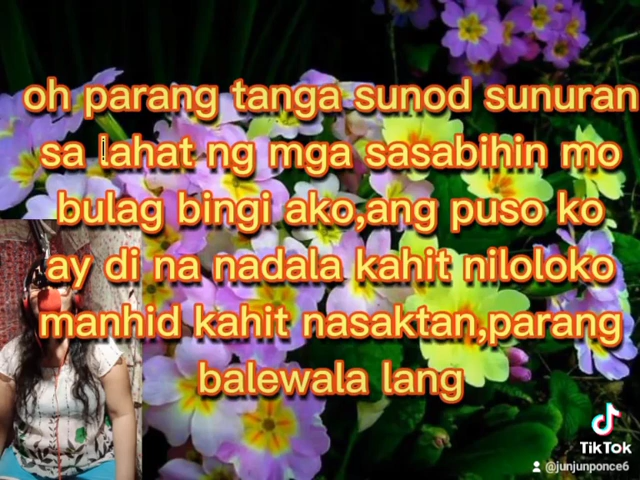 oh parang tanga sunod sunuran
sa lahat ng mga sasabihin mo
bulag bingi ako,ang puso ko
ay di na nadala kahit niloloko
manhid kahit nasaktan,parang
balewala lang
TikTok
@junjunponce6